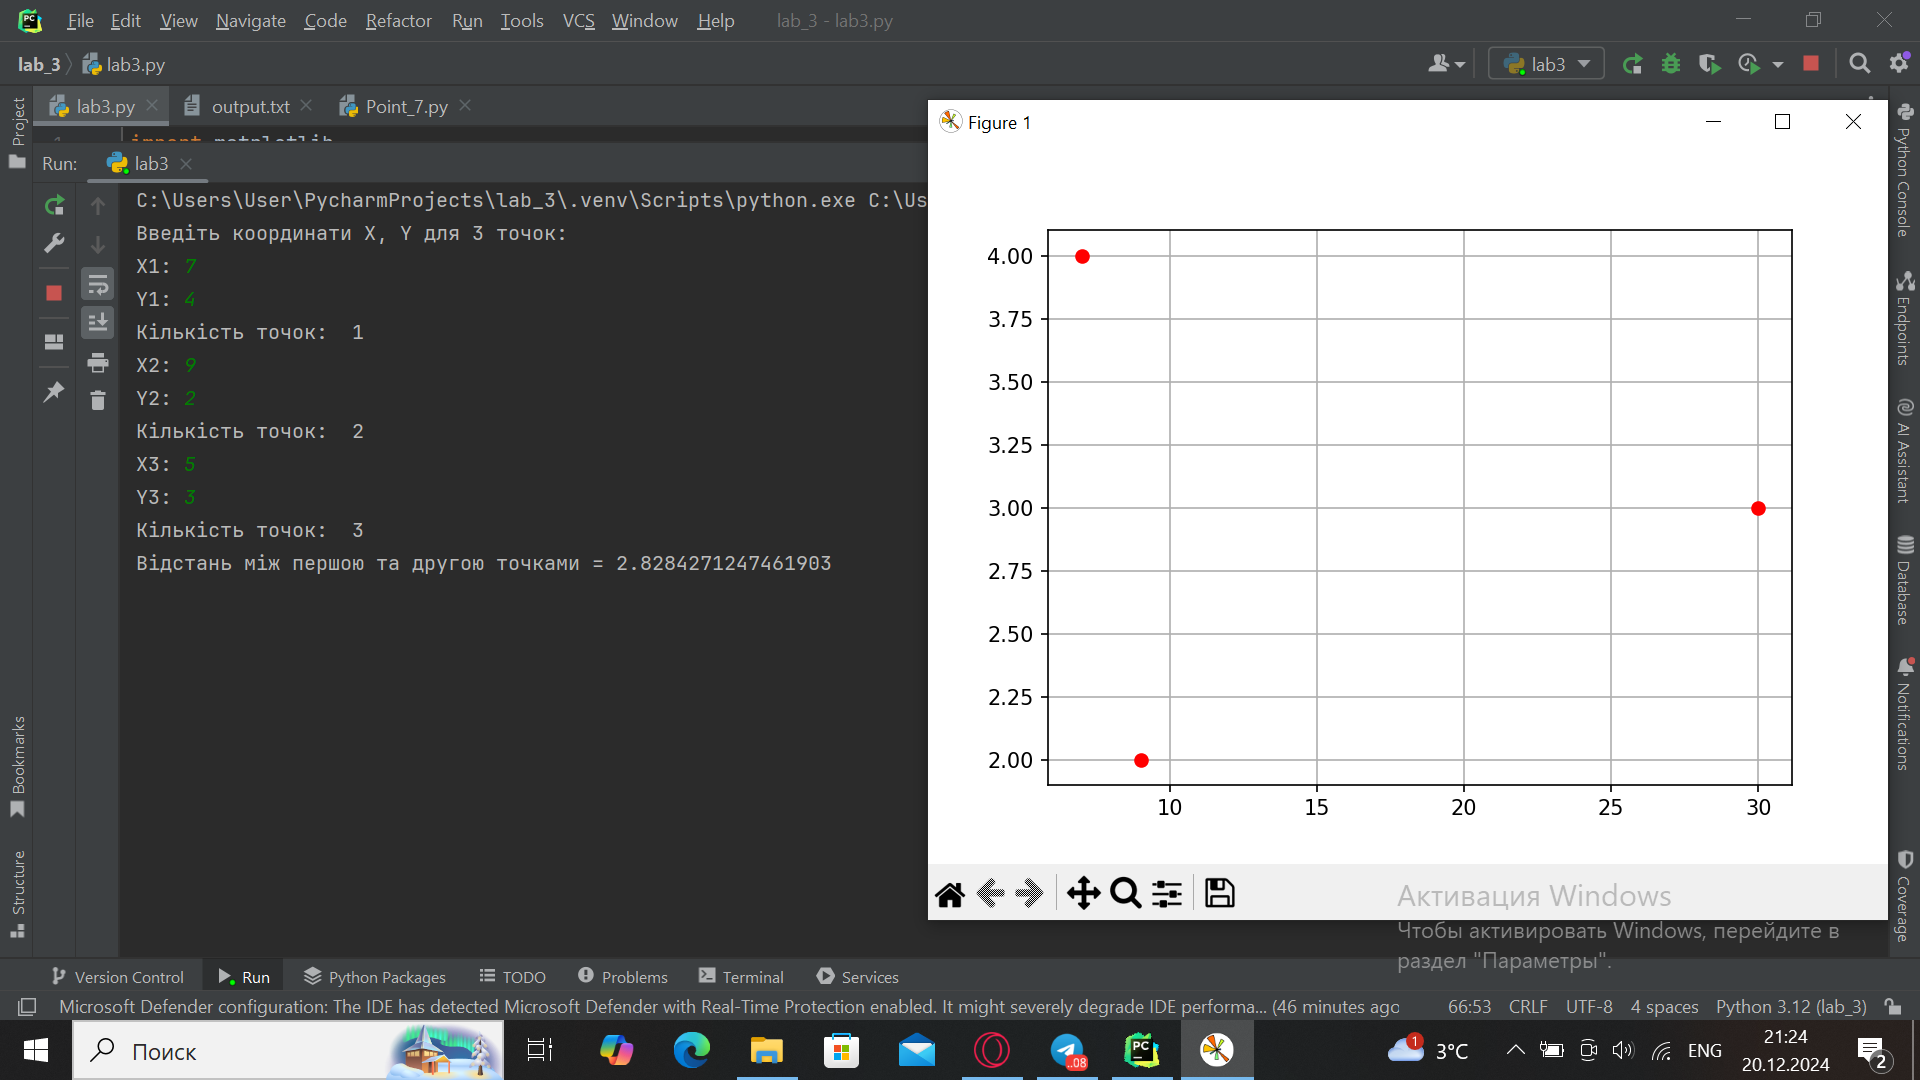 File Edit View Navigate Code Refactor Run Tools VCS Window Help lab_3 - lab3.py
lab_3 lab3.py lab3
lab3.py output.txt Point_7.py
1 import matplotlib
Run: lab3
C:\Users\User\PycharmProjects\lab_3\.venv\Scripts\python.exe C:\Us
Введіть координати X, Y для 3 точок:
X1: 7
Y1: 4
Кількість точок: 1
X2: 9
Y2: 2
Кількість точок: 2
X3: 5
Y3: 3
Кількість точок: 3
Відстань між першою та другою точками = 2.8284271247461903
Figure 1
4.00
3.75
3.50
3.25
3.00
2.75
2.50
2.25
2.00
10 15 20 25 30
Активация Windows
Чтобы активировать Windows, перейдите в
раздел "Параметры".
Project
Bookmarks
Structure
Python Console
Endpoints
AI Assistant
Database
Notifications
Coverage
Version Control Run Python Packages TODO Problems Terminal Services
Microsoft Defender configuration: The IDE has detected Microsoft Defender with Real-Time Protection enabled. It might severely degrade IDE performa... (46 minutes ago 66:53 CRLF UTF-8 4 spaces Python 3.12 (lab_3)
Поиск PC ..08 PC 1 3°C ENG 21:24
20.12.2024 2